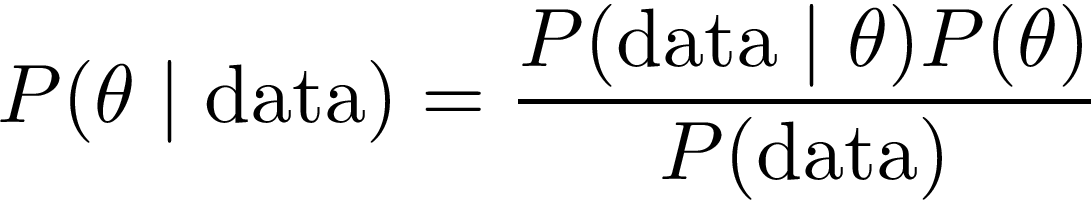 P(θ | data) = P(data | θ)P(θ)
P(data)